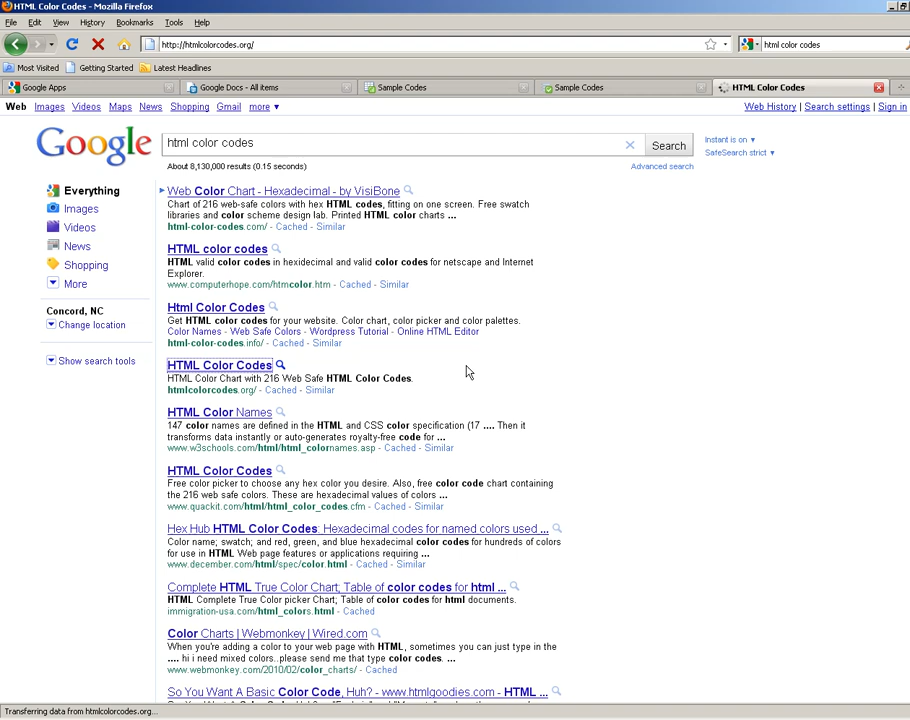 HTML Color Codes - Mozilla Firefox
File Edit View History Bookmarks Tools Help
http://htmlcolorcodes.org/ html color codes
Most Visited Getting Started Latest Headlines
Google Apps Google Docs - All items Sample Codes Sample Codes HTML Color Codes
Web Images Videos Maps News Shopping Gmail more ▼ Web History | Search settings | Sign in
Google html color codes Search Instant is on ▼
SafeSearch strict ▼
About 8,130,000 results (0.15 seconds) Advanced search
Everything
Images
Videos
News
Shopping
More
Concord, NC
Change location
Show search tools
Web Color Chart - Hexadecimal - by VisiBone
Chart of 216 web-safe colors with hex HTML codes, fitting on one screen. Free swatch
libraries and color scheme design lab. Printed HTML color charts ...
html-color-codes.com/ - Cached - Similar
HTML color codes
HTML valid color codes in hexidecimal and valid color codes for netscape and Internet
Explorer.
www.computerhope.com/htmcolor.htm - Cached - Similar
Html Color Codes
Get HTML color codes for your website. Color chart, color picker and color palettes.
Color Names - Web Safe Colors - Wordpress Tutorial - Online HTML Editor
html-color-codes.info/ - Cached - Similar
HTML Color Codes
HTML Color Chart with 216 Web Safe HTML Color Codes.
htmlcolorcodes.org/ - Cached - Similar
HTML Color Names
147 color names are defined in the HTML and CSS color specification (17 .... Then it
transforms data instantly or auto-generates royalty-free code for ...
www.w3schools.com/html/html_colornames.asp - Cached - Similar
HTML Color Codes
Free color picker to choose any hex color you desire. Also, free color code chart containing
the 216 web safe colors. These are hexadecimal values of colors ...
www.quackit.com/html/html_color_codes.cfm - Cached - Similar
Hex Hub HTML Color Codes: Hexadecimal codes for named colors used ...
Color name; swatch; and red, green, and blue hexadecimal color codes for hundreds of colors
for use in HTML Web page features or applications requiring ...
www.december.com/html/spec/color.html - Cached - Similar
Complete HTML True Color Chart; Table of color codes for html ...
HTML Complete True Color picker Chart; Table of color codes for html documents.
immigration-usa.com/html_colors.html - Cached
Color Charts | Webmonkey | Wired.com
When you're adding a color to your web page with HTML, sometimes you can just type in the
.... hi i need mixed colors..please send me that type color codes. ...
www.webmonkey.com/2010/02/color_charts/ - Cached
So You Want A Basic Color Code, Huh? - www.htmlgoodies.com - HTML ...
Transferring data from htmlcolorcodes.org...